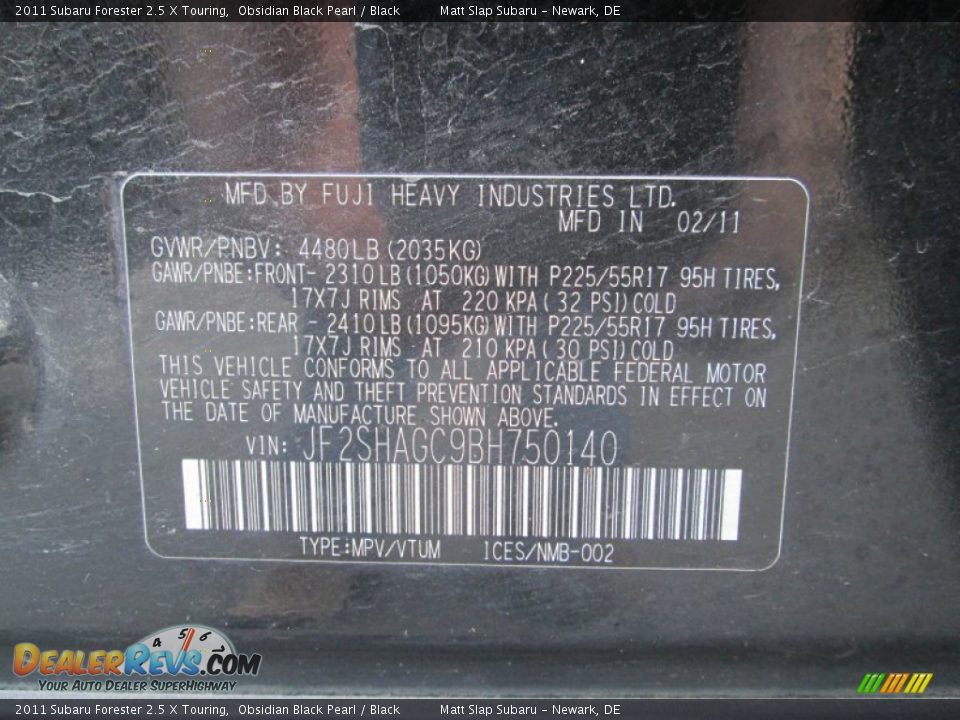 2011 Subaru Forester 2.5 X Touring, Obsidian Black Pearl / Black Matt Slap Subaru - Newark, DE
MFD.BY FUJI HEAVY INDUSTRIES LTD.
MFD IN 02/11
GVWR/PNBV: 4480LB(2035KG)
GAWR/PNBE:FRONT- 2310LB(1050KG)WITH P225/55R17 95H TIRES,
17X7J RIMS AT 220 KPA( 32 PSI)COLD
GAWR/PNBE:REAR - 2410LB(1095KG)WITH P225/55R17 95H TIRES,
17X7J RIMS AT 210 KPA( 30 PSI)COLD
THIS VEHICLE CONFORMS TO ALL APPLICABLE FEDERAL MOTOR
VEHICLE SAFETY AND THEFT PREVENTION STANDARDS IN EFFECT ON
THE DATE OF MANUFACTURE SHOWN ABOVE.
VIN: JF2SHAGC9BH750140
TYPE:MPV/VTUM ICES/NMB-002
4 5 6
DEALERREVS.COM
YOUR AUTO DEALER SUPERHIGHWAY
2011 Subaru Forester 2.5 X Touring, Obsidian Black Pearl / Black Matt Slap Subaru - Newark, DE